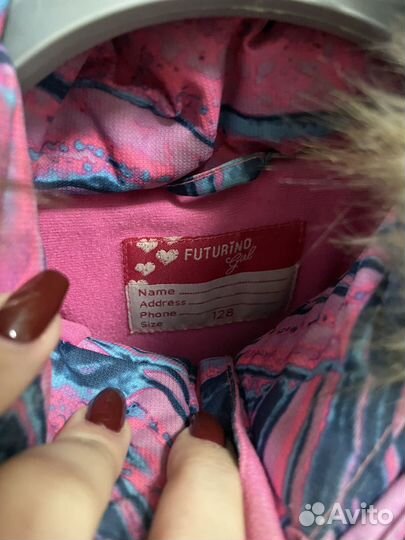 FUTURINO
Girl
Name
Address
Phone
Size 128
Avito